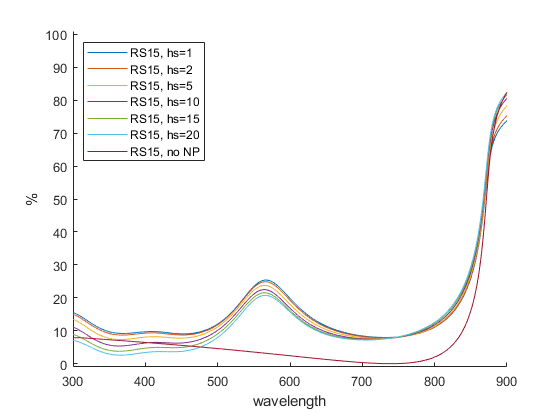 100
90
80
70
60
50
40
30
20
10
0
%
RS15, hs=1
RS15, hs=2
RS15, hs=5
RS15, hs=10
RS15, hs=15
RS15, hs=20
RS15, no NP
300 400 500 600 700 800 900
wavelength